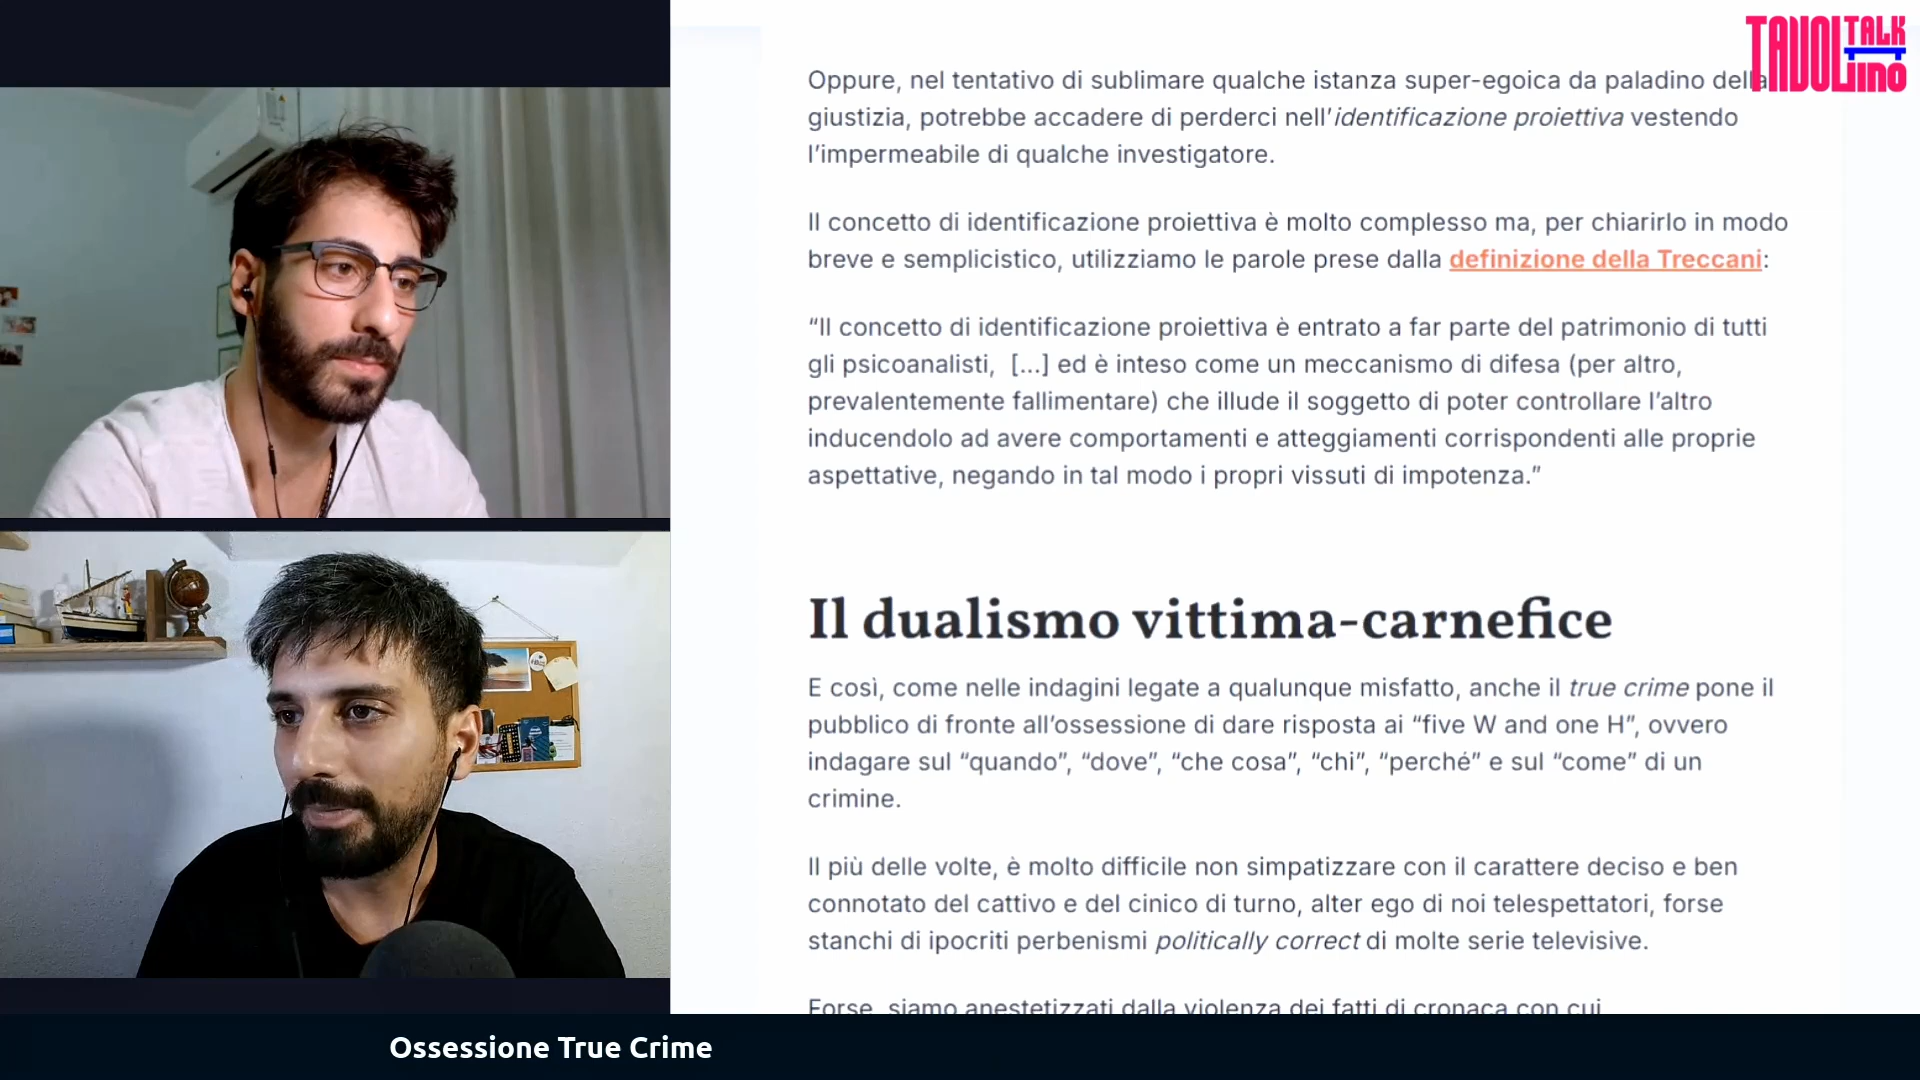 TAVOLIINO TALK
Oppure, nel tentativo di sublimare qualche istanza super-egoica da paladino della
giustizia, potrebbe accadere di perderci nell’identificazione proiettiva vestendo
l’impermeabile di qualche investigatore.
Il concetto di identificazione proiettiva è molto complesso ma, per chiarirlo in modo
breve e semplicistico, utilizziamo le parole prese dalla definizione della Treccani:
“Il concetto di identificazione proiettiva è entrato a far parte del patrimonio di tutti
gli psicoanalisti, […] ed è inteso come un meccanismo di difesa (per altro,
prevalentemente fallimentare) che illude il soggetto di poter controllare l’altro
inducendolo ad avere comportamenti e atteggiamenti corrispondenti alle proprie
aspettative, negando in tal modo i propri vissuti di impotenza.”
Il dualismo vittima-carnefice
E così, come nelle indagini legate a qualunque misfatto, anche il true crime pone il
pubblico di fronte all’ossessione di dare risposta ai “five W and one H”, ovvero
indagare sul “quando”, “dove”, “che cosa”, “chi”, “perché” e sul “come” di un
crimine.
Il più delle volte, è molto difficile non simpatizzare con il carattere deciso e ben
connotato del cattivo e del cinico di turno, alter ego di noi telespettatori, forse
stanchi di ipocriti perbenismi politically correct di molte serie televisive.
Forse, siamo anestetizzati dalla violenza dei fatti di cronaca con cui
Ossessione True Crime